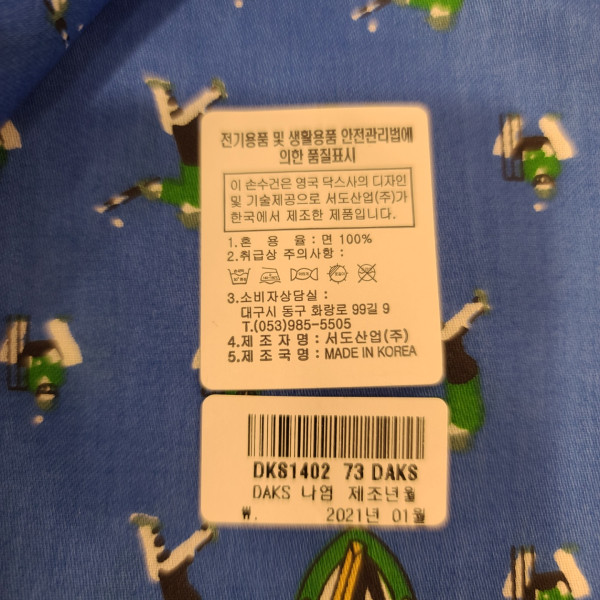 전기용품 및 생활용품 안전관리법에
의한 품질표시
이 손수건은 영국 닥스사의 디자인
및 기술제공으로 서도산업(주)가
한국에서 제조한 제품입니다.
1.혼 용 율 : 면 100%
2.취급상 주의사항 :
3.소비자상담실 :
대구시 동구 화랑로 99길 9
T.(053)985-5505
4.제 조 자 명 : 서도산업(주)
5.제 조 국 명 : MADE IN KOREA
DKS1402 73 DAKS
DAKS 나염 제조년월
₩. 2021년 01월